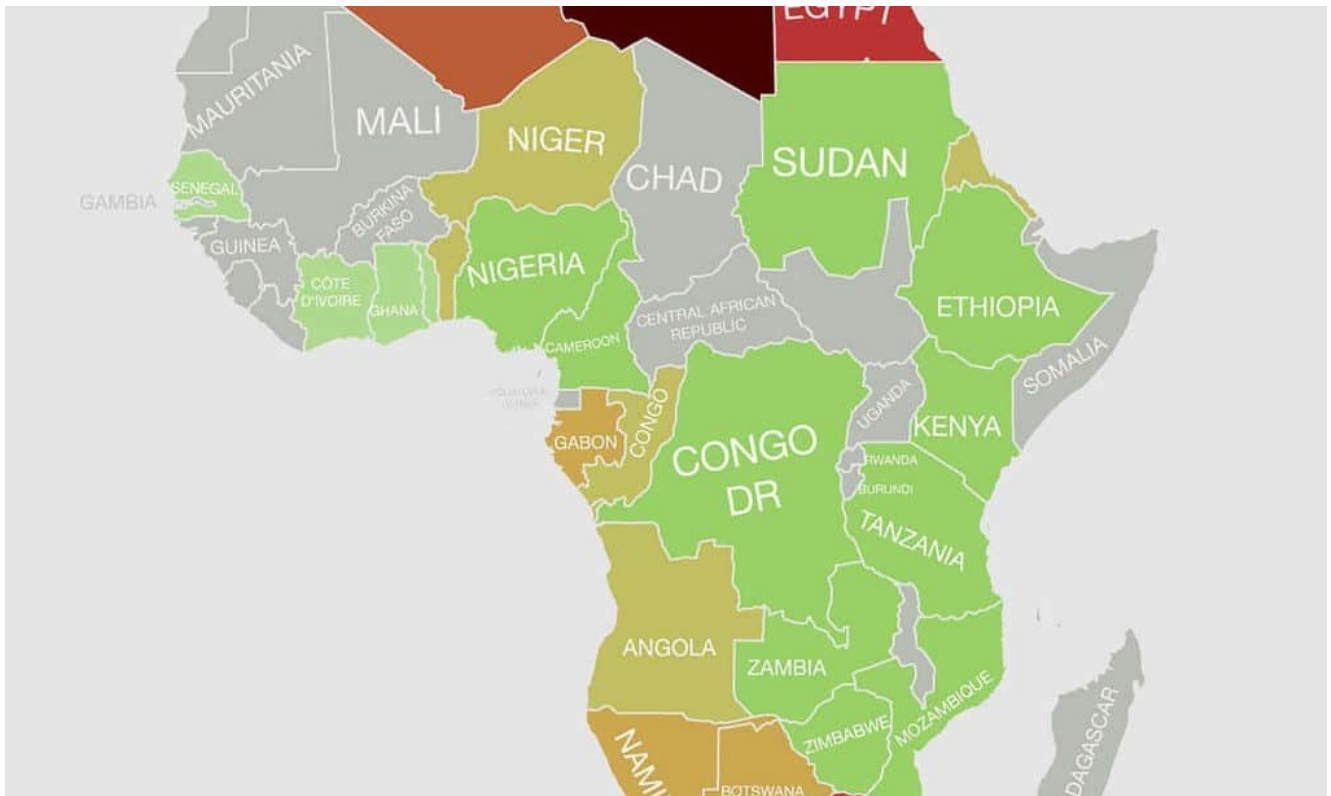 EGYPT
MAURITANIA
MALI
NIGER
CHAD
SUDAN
SENEGAL
GAMBIA
BURKINA
FASO
GUINEA
NIGERIA
CÔTE
D'IVOIRE
GHANA
ETHIOPIA
CENTRAL AFRICAN
REPUBLIC
CAMEROON
SOMALIA
UGANDA
KENYA
GABON
CONGO
CONGO
DR
RWANDA
BURUNDI
TANZANIA
ANGOLA
ZAMBIA
MOZAMBIQUE
ZIMBABWE
NAMI
BOTSWANA
DAGASCAR